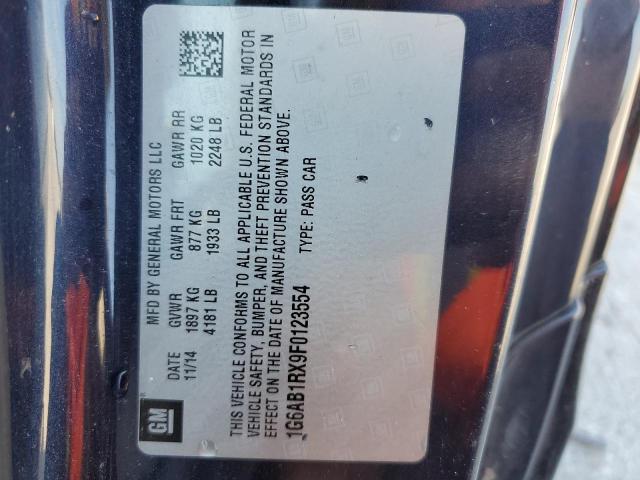 GM
MFD BY GENERAL MOTORS LLC
DATE GVWR GAWR FRT GAWR RR
11/14 1897 KG 877 KG 1020 KG
4181 LB 1933 LB 2248 LB
THIS VEHICLE CONFORMS TO ALL APPLICABLE U.S. FEDERAL MOTOR
VEHICLE SAFETY, BUMPER, AND THEFT PREVENTION STANDARDS IN
EFFECT ON THE DATE OF MANUFACTURE SHOWN ABOVE.
1G6AB1RX9F0123554 TYPE: PASS CAR